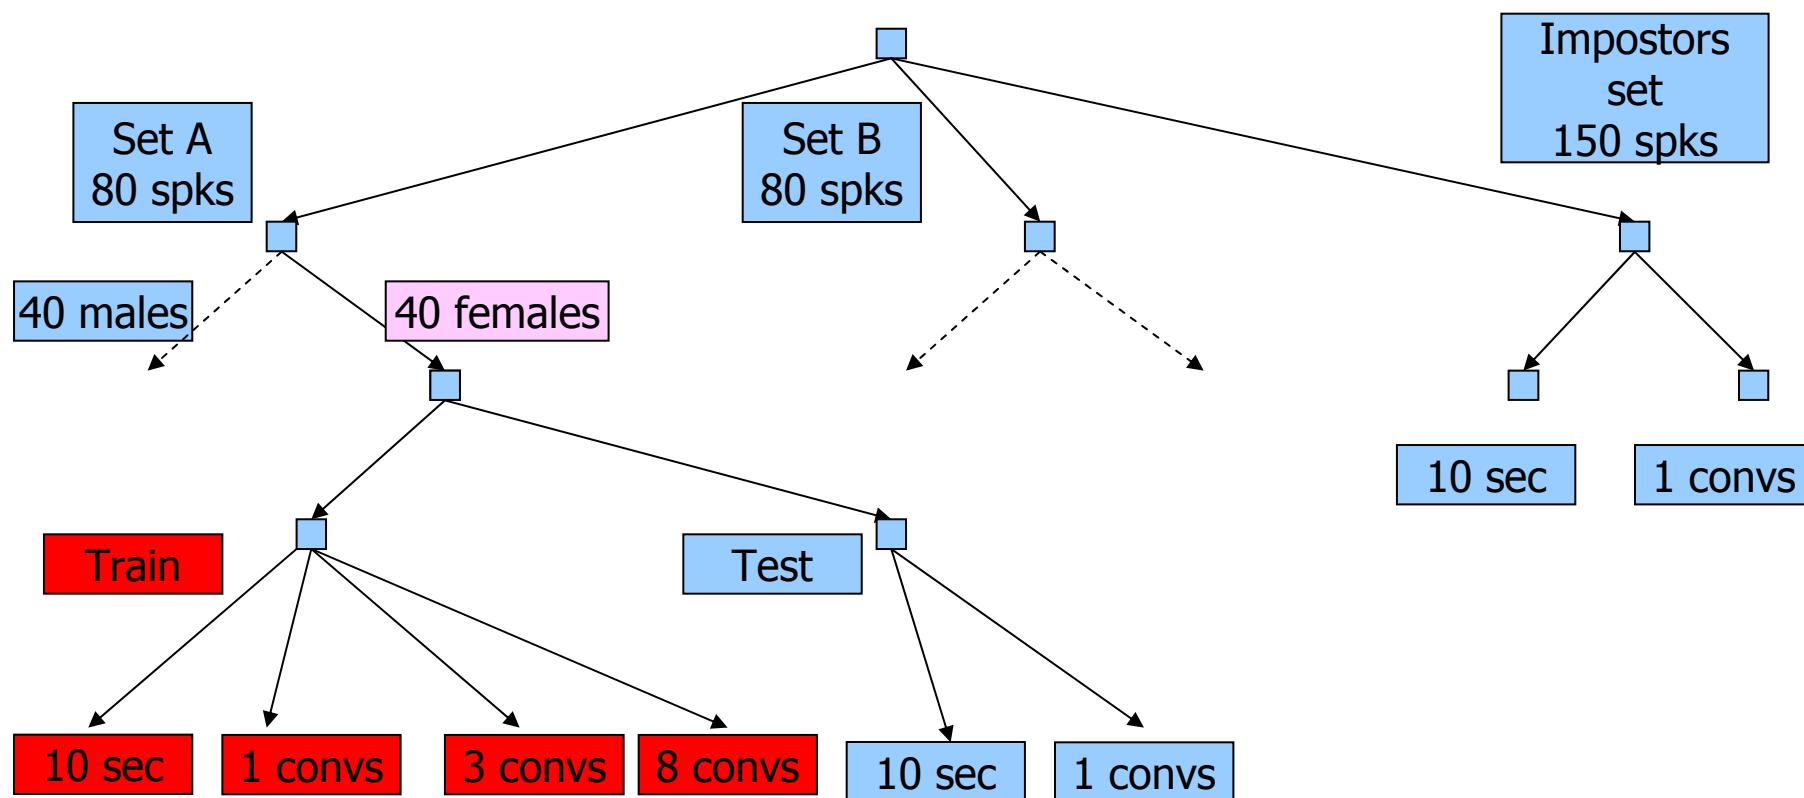 Impostors
set
150 spks
Set A
80 spks
Set B
80 spks
40 males
40 females
10 sec
1 convs
Train
Test
10 sec
1 convs
3 convs
8 convs
10 sec
1 convs